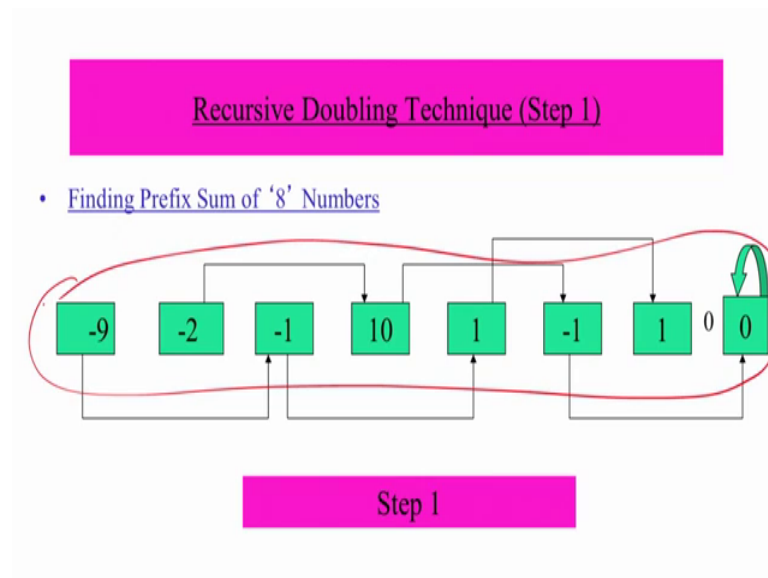 Recursive Doubling Technique (Step 1)
• Finding Prefix Sum of ‘8’ Numbers
-9 -2 -1 10 1 -1 1 0 0
Step 1